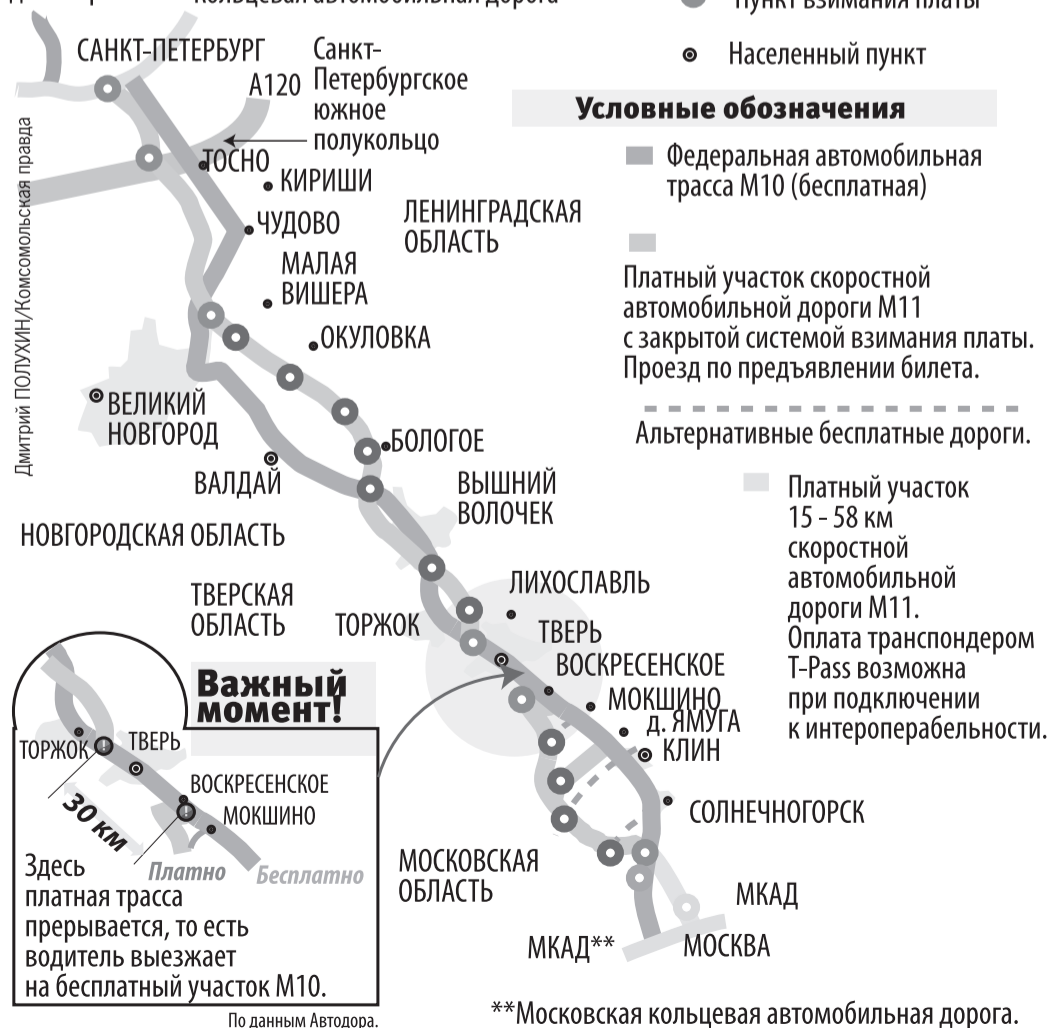 Кольцевая автомобильная дорога
Пункт взимания платы
Населенный пункт
Условные обозначения
Федеральная автомобильная
трасса М10 (бесплатная)
Платный участок скоростной
автомобильной дороги М11
с закрытой системой взимания платы.
Проезд по предъявлении билета.
Альтернативные бесплатные дороги.
Платный участок
15 - 58 км
скоростной
автомобильной
дороги М11.
Оплата транспондером
T-Pass возможна
при подключении
к интероперабельности.
САНКТ-ПЕТЕРБУРГ
Санкт-
Петербургское
южное
полукольцо
А120
ТОСНО
КИРИШИ
ЧУДОВО
ЛЕНИНГРАДСКАЯ
ОБЛАСТЬ
МАЛАЯ
ВИШЕРА
ОКУЛОВКА
ВЕЛИКИЙ
НОВГОРОД
БОЛОГОЕ
ВАЛДАЙ
ВЫШНИЙ
ВОЛОЧЕК
НОВГОРОДСКАЯ ОБЛАСТЬ
ТВЕРСКАЯ
ОБЛАСТЬ
ЛИХОСЛАВЛЬ
ТОРЖОК
ТВЕРЬ
ВОСКРЕСЕНСКОЕ
МОКШИНО
д. ЯМУГА
КЛИН
СОЛНЕЧНОГОРСК
МОСКОВСКАЯ
ОБЛАСТЬ
МКАД
МКАД**
МОСКВА
Важный
момент!
ТОРЖОК
ТВЕРЬ
ВОСКРЕСЕНСКОЕ
МОКШИНО
30 км
Платно
Бесплатно
Здесь
платная трасса
прерывается, то есть
водитель выезжает
на бесплатный участок М10.
По данным Автодора.
**Московская кольцевая автомобильная дорога.
Дмитрий ПОЛУХИН/Комсомольская правда